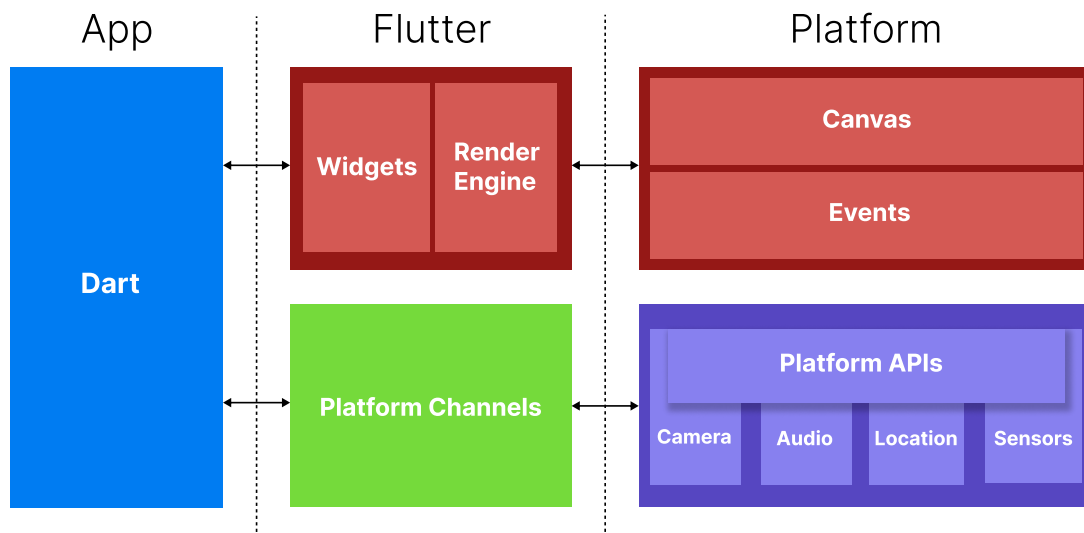 App
Flutter
Platform
Dart
Widgets
Render
Engine
Canvas
Events
Platform Channels
Platform APIs
Camera
Audio
Location
Sensors